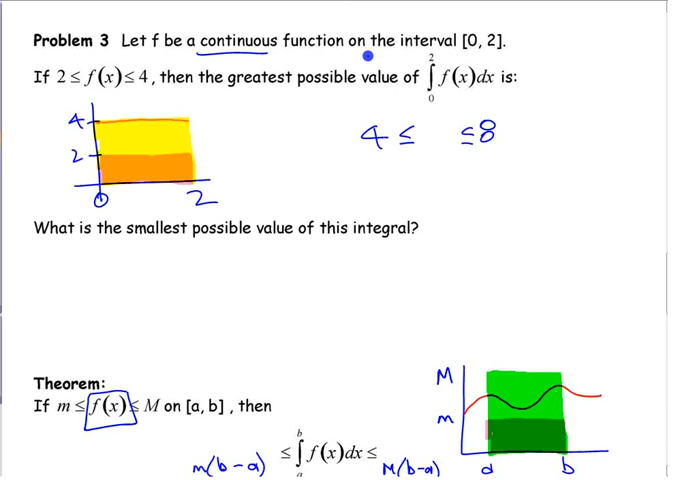 Problem 3 Let f be a continuous function on the interval [0, 2].
If 2 ≤ f(x) ≤ 4, then the greatest possible value of ∫₀² f(x)dx is:
4
2
0
2
4 ≤ ≤ 8
What is the smallest possible value of this integral?
Theorem:
If m ≤ f(x) ≤ M on [a, b], then
m(b-a) ≤ ∫ₐᵇ f(x)dx ≤ M(b-a)
M
m
a b